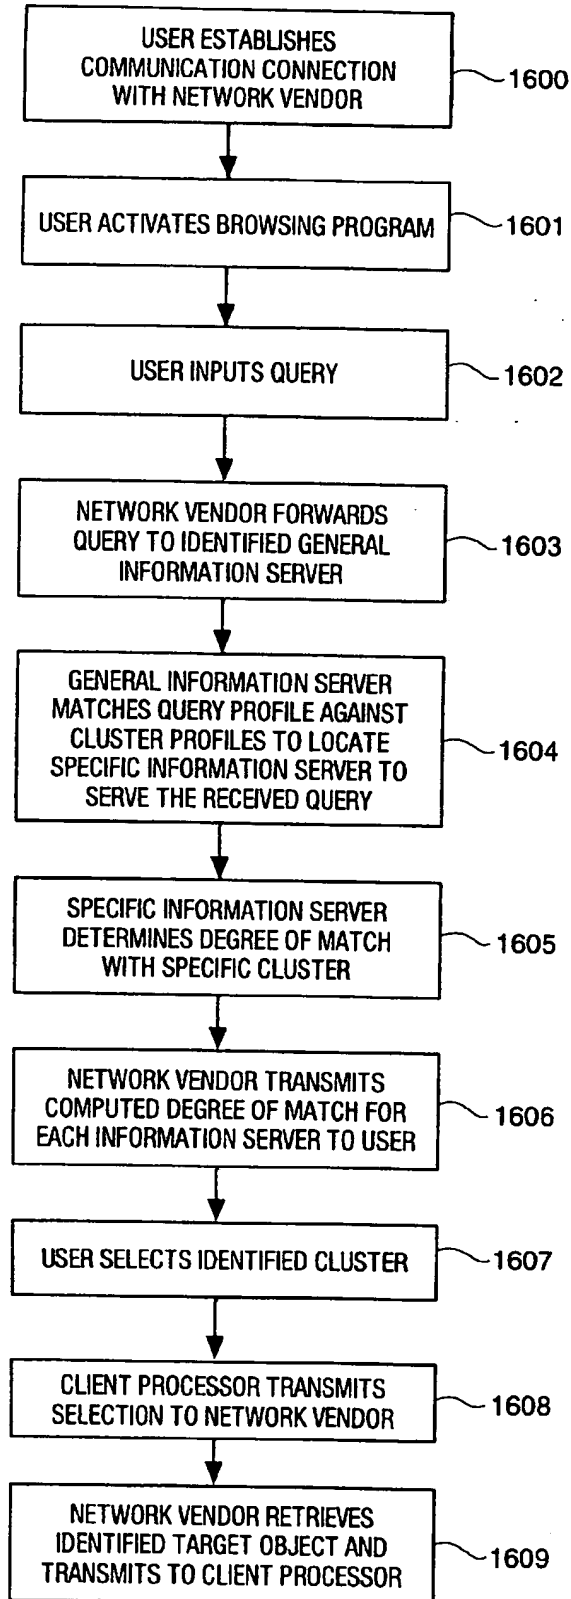 USER ESTABLISHES
COMMUNICATION CONNECTION
WITH NETWORK VENDOR
1600
USER ACTIVATES BROWSING PROGRAM
1601
USER INPUTS QUERY
1602
NETWORK VENDOR FORWARDS
QUERY TO IDENTIFIED GENERAL
INFORMATION SERVER
1603
GENERAL INFORMATION SERVER
MATCHES QUERY PROFILE AGAINST
CLUSTER PROFILES TO LOCATE
SPECIFIC INFORMATION SERVER TO
SERVE THE RECEIVED QUERY
1604
SPECIFIC INFORMATION SERVER
DETERMINES DEGREE OF MATCH
WITH SPECIFIC CLUSTER
1605
NETWORK VENDOR TRANSMITS
COMPUTED DEGREE OF MATCH FOR
EACH INFORMATION SERVER TO USER
1606
USER SELECTS IDENTIFIED CLUSTER
1607
CLIENT PROCESSOR TRANSMITS
SELECTION TO NETWORK VENDOR
1608
NETWORK VENDOR RETRIEVES
IDENTIFIED TARGET OBJECT AND
TRANSMITS TO CLIENT PROCESSOR
1609